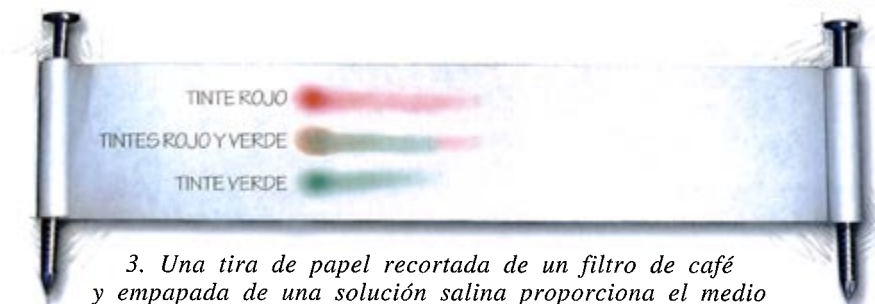 TINTE ROJO
TINTES ROJO Y VERDE
TINTE VERDE
3. Una tira de papel recortada de un filtro de café
y empapada de una solución salina proporciona el medio